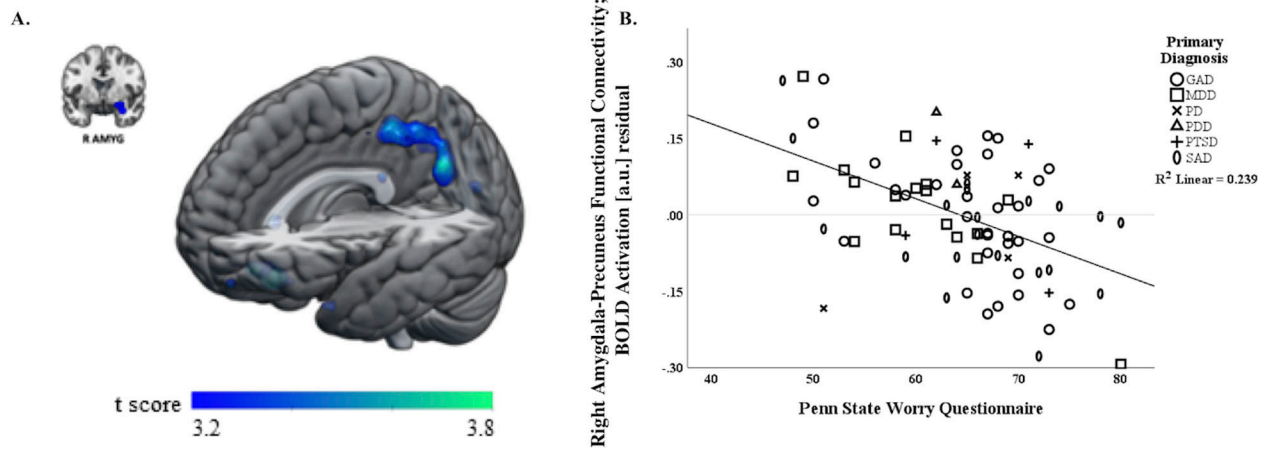 A.
R AMYG
t score
3.2
3.8
B.
Right Amygdala-Precuneus Functional Connectivity;
BOLD Activation [a.u.] residual
.30
.15
.00
-.15
-.30
40
50
60
70
80
Penn State Worry Questionnaire
Primary
Diagnosis
GAD
MDD
PD
PDD
PTSD
SAD
R² Linear = 0.239